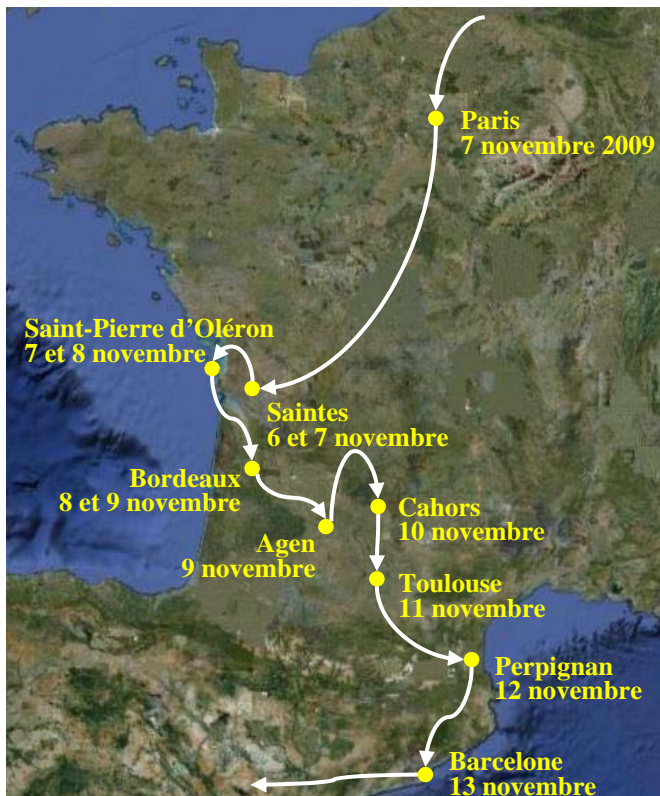 Paris
7 novembre 2009
Saint-Pierre d’Oléron
7 et 8 novembre
Saintes
6 et 7 novembre
Bordeaux
8 et 9 novembre
Cahors
10 novembre
Agen
9 novembre
Toulouse
11 novembre
Perpignan
12 novembre
Barcelone
13 novembre